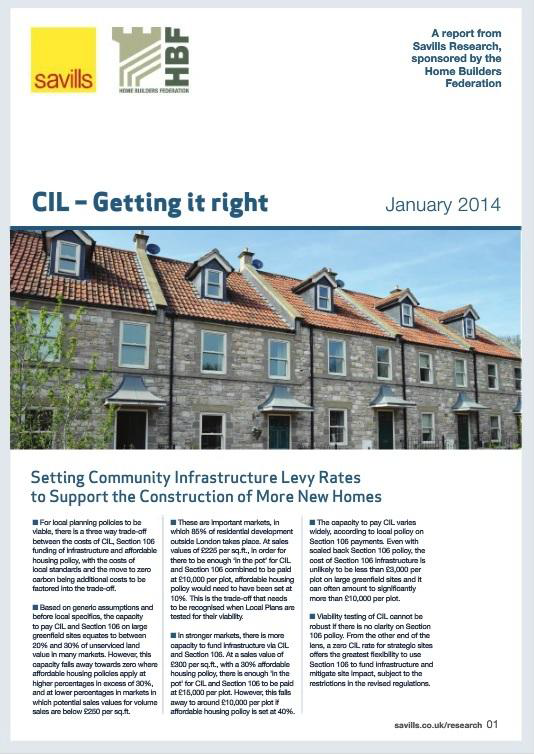 savills
HBF
HOME BUILDERS FEDERATION
A report from
Savills Research,
sponsored by the
Home Builders
Federation
CIL – Getting it right
January 2014
Setting Community Infrastructure Levy Rates
to Support the Construction of More New Homes
■ For local planning policies to be
viable, there is a three way trade-off
between the costs of CIL, Section 106
funding of infrastructure and affordable
housing policy, with the costs of
local standards and the move to zero
carbon being additional costs to be
factored into the trade-off.
■ Based on generic assumptions and
before local specifics, the capacity
to pay CIL and Section 106 on large
greenfield sites equates to between
20% and 30% of unserviced land
value in many markets. However, this
capacity falls away towards zero where
affordable housing policies apply at
higher percentages in excess of 30%,
and at lower percentages in markets in
which potential sales values for volume
sales are below £250 per sq.ft.
■ These are important markets, in
which 85% of residential development
outside London takes place. At sales
values of £225 per sq.ft., in order for
there to be enough 'in the pot' for CIL
and Section 106 combined to be paid
at £10,000 per plot, affordable housing
policy would need to have been set at
10%. This is the trade-off that needs
to be recognised when Local Plans are
tested for their viability.
■ In stronger markets, there is more
capacity to fund infrastructure via CIL
and Section 106. At a sales value of
£300 per sq.ft., with a 30% affordable
housing policy, there is enough 'in the
pot' for CIL and Section 106 to be paid
at £15,000 per plot. However, this falls
away to around £10,000 per plot if
affordable housing policy is set at 40%.
■ The capacity to pay CIL varies
widely, according to local policy on
Section 106 payments. Even with
scaled back Section 106 policy, the
cost of Section 106 infrastructure is
unlikely to be less than £3,000 per
plot on large greenfield sites and it
can often amount to significantly
more than £10,000 per plot.
■ Viability testing of CIL cannot be
robust if there is no clarity on Section
106 policy. From the other end of the
lens, a zero CIL rate for strategic sites
offers the greatest flexibility to use
Section 106 to fund infrastructure and
mitigate site impact, subject to the
restrictions in the revised regulations.
savills.co.uk/research 01